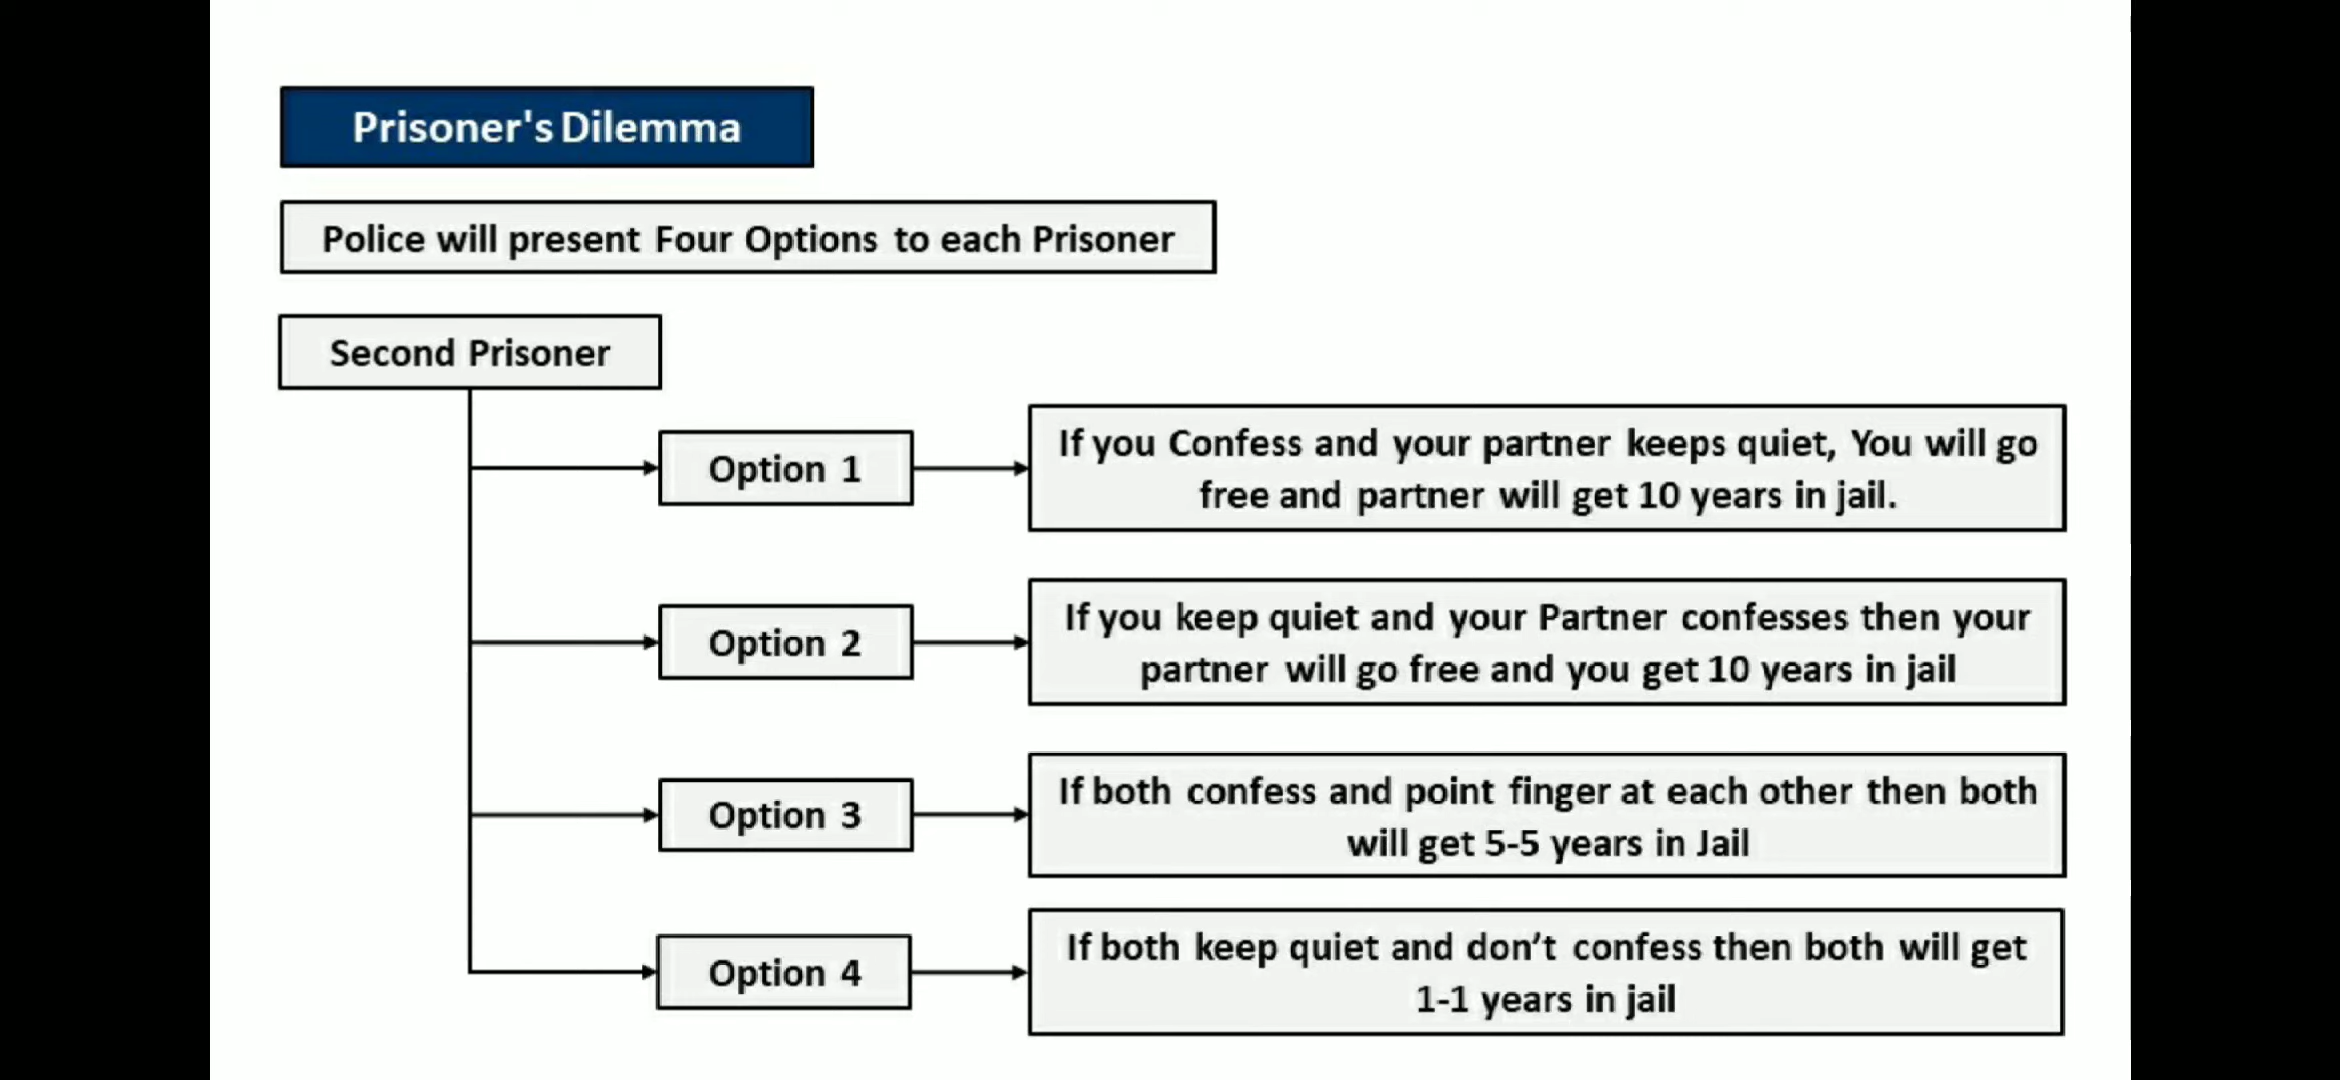 Prisoner's Dilemma
Police will present Four Options to each Prisoner
Second Prisoner
Option 1
If you Confess and your partner keeps quiet, You will go
free and partner will get 10 years in jail.
Option 2
If you keep quiet and your Partner confesses then your
partner will go free and you get 10 years in jail
Option 3
If both confess and point finger at each other then both
will get 5-5 years in Jail
Option 4
If both keep quiet and don’t confess then both will get
1-1 years in jail